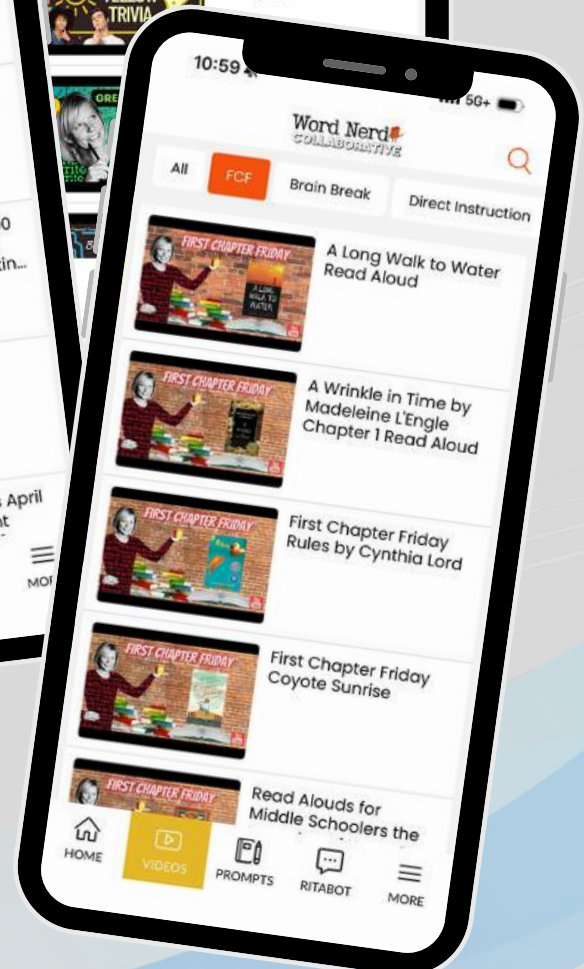 TRIVIA
GRE
April
MOR
10:59
5G+
Word Nerd
COLLABORATIVE
All
FCF
Brain Break
Direct Instruction
FIRST CHAPTER FRIDAY
A LONG
WALK TO
WATER
A Long Walk to Water
Read Aloud
FIRST CHAPTER FRIDAY
A Wrinkle in Time by
Madeleine L'Engle
Chapter 1 Read Aloud
FIRST CHAPTER FRIDAY
First Chapter Friday
Rules by Cynthia Lord
FIRST CHAPTER FRIDAY
First Chapter Friday
Coyote Sunrise
FIRST CHAPTER FRIDAY
Read Alouds for
Middle Schoolers the
HOME
VIDEOS
PROMPTS
RITABOT
MORE